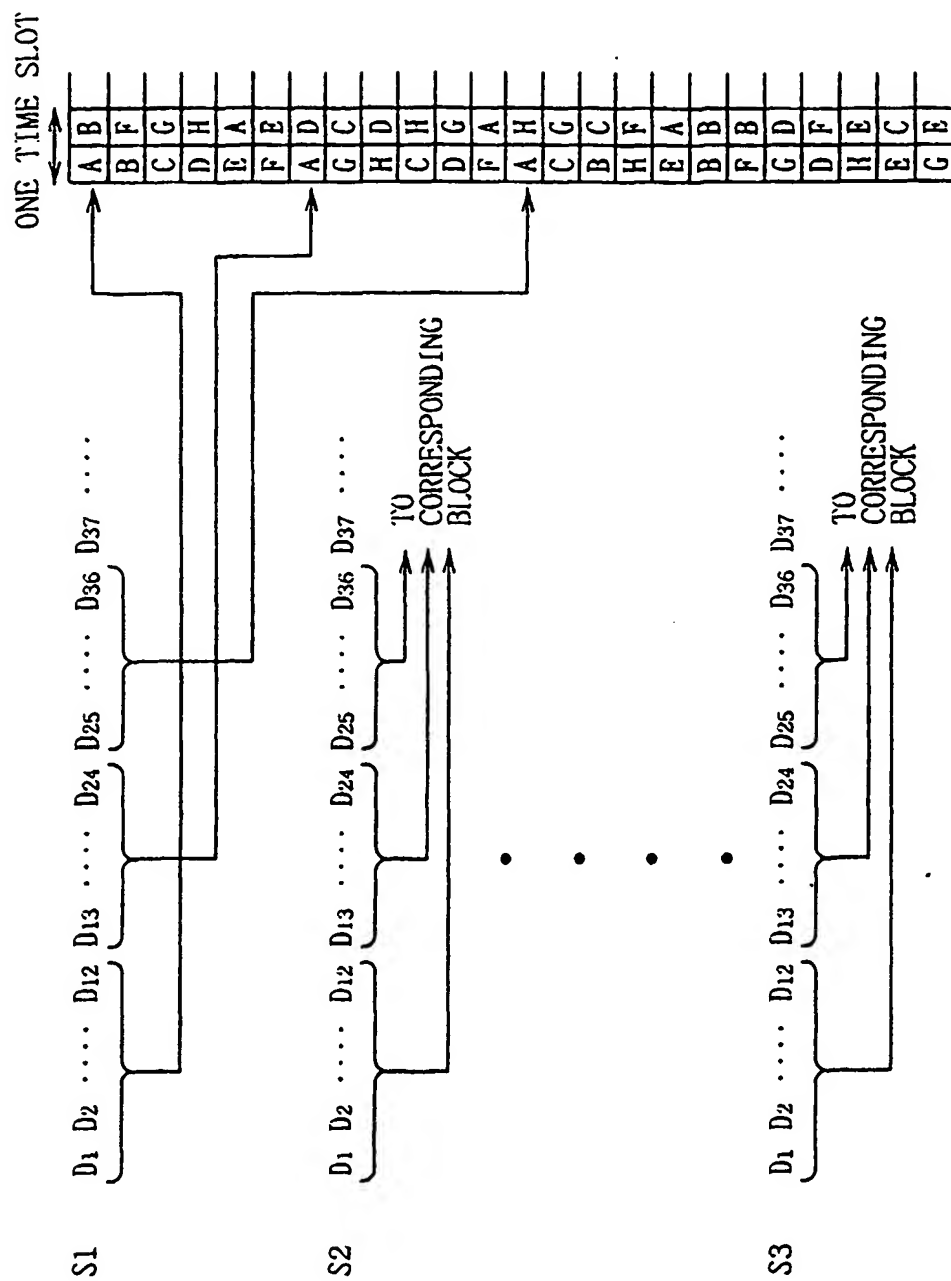 ONE TIME SLOT
A B
B F
C G
D H
E A
F E
A D
G C
H D
C H
D G
F A
A H
C G
B C
H F
E A
B B
F B
G D
D F
H E
E C
G E
S1 D1 D2 ..... D12 D13 ..... D24 D25 ..... D36 D37 ....
S2 D1 D2 ..... D12 D13 ..... D24 D25 ..... D36 D37 ....
TO
CORRESPONDING
BLOCK
S3 D1 D2 ..... D12 D13 ..... D24 D25 ..... D36 D37 ....
TO
CORRESPONDING
BLOCK